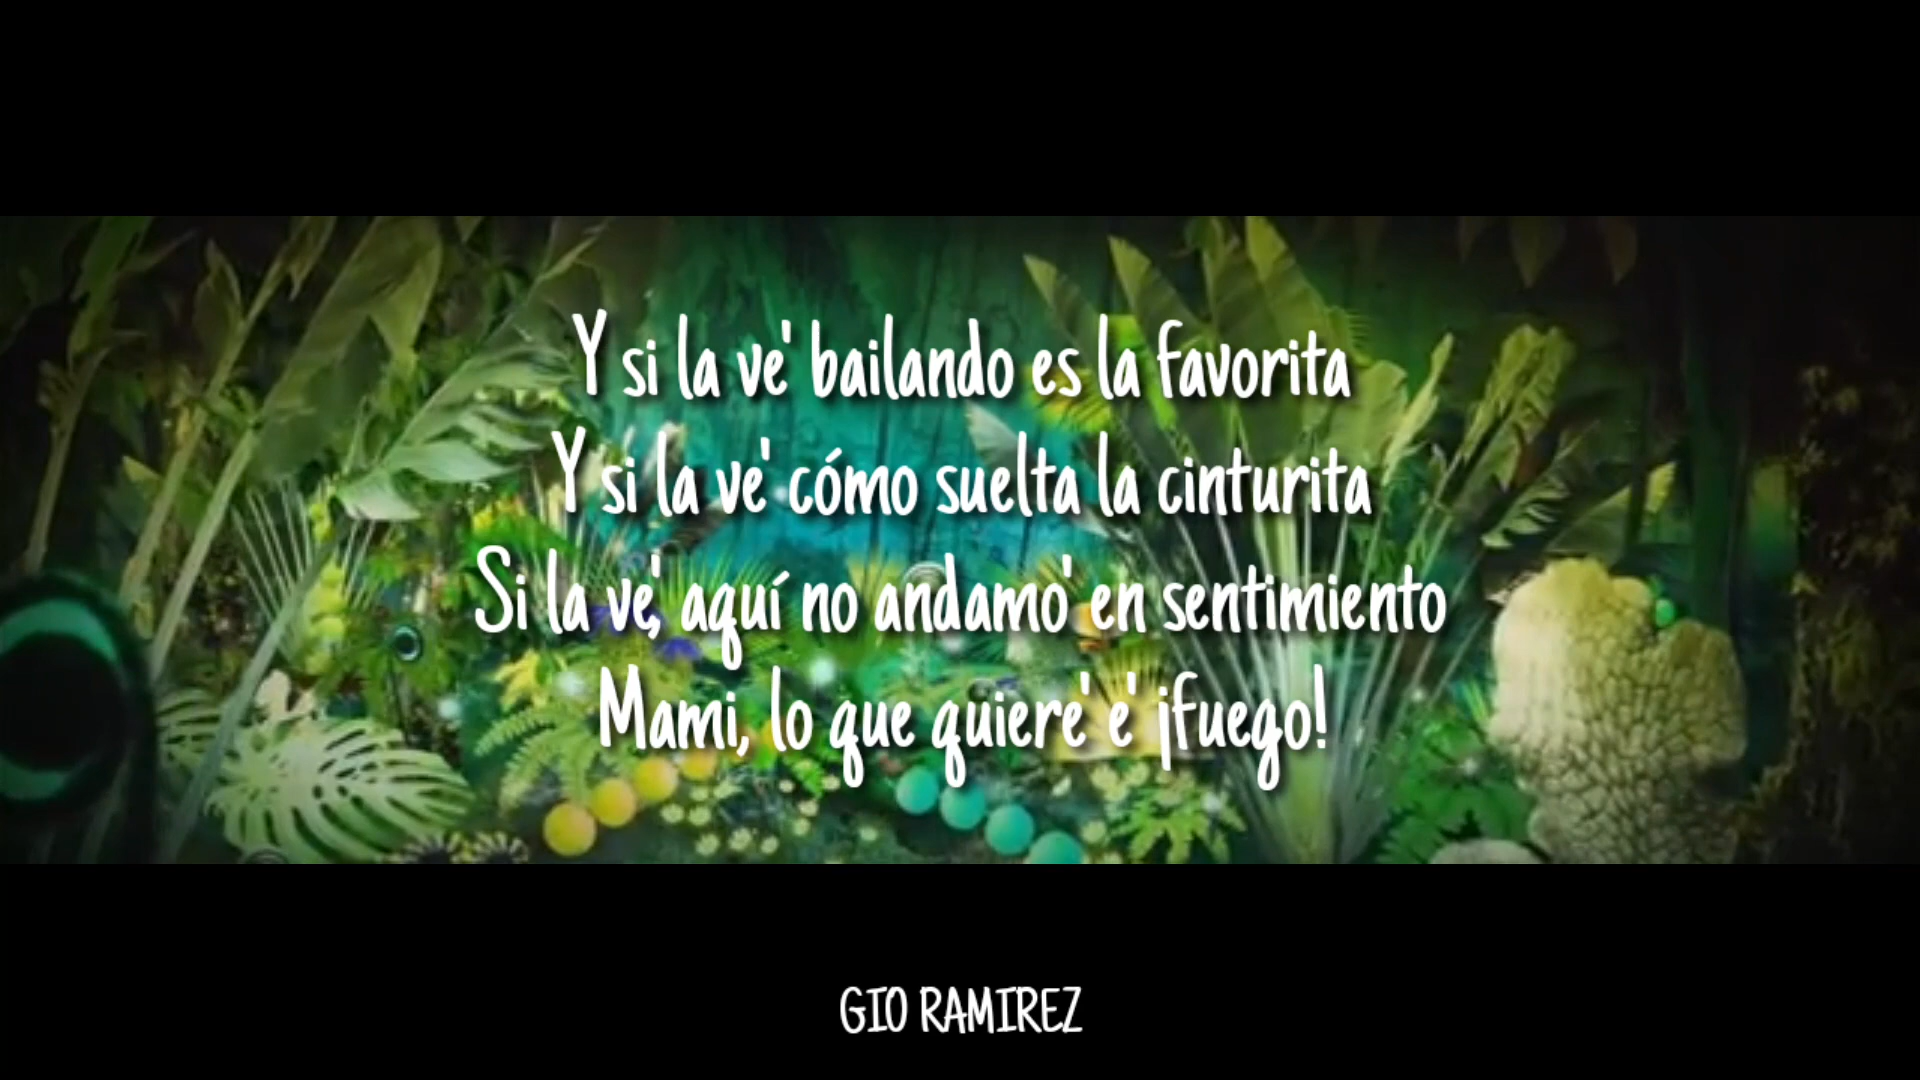 Y si la ve' bailando es la favorita
Y si la ve' cómo suelta la cinturita
Si la ve', aquí no andamo' en sentimiento
Mami, lo que quiere' e' ¡fuego!
GIO RAMIREZ